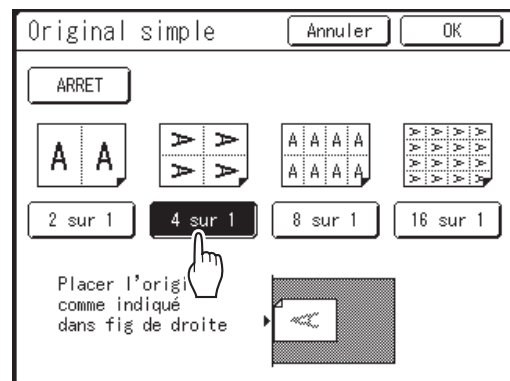 Original simple Annuler OK
ARRET
A A A A A A A A A A A A A A A A A A A A A A A A A A A A A A
2 sur 1 4 sur 1 8 sur 1 16 sur 1
Placer l'origi
comme indiqué
dans fig de droite
A